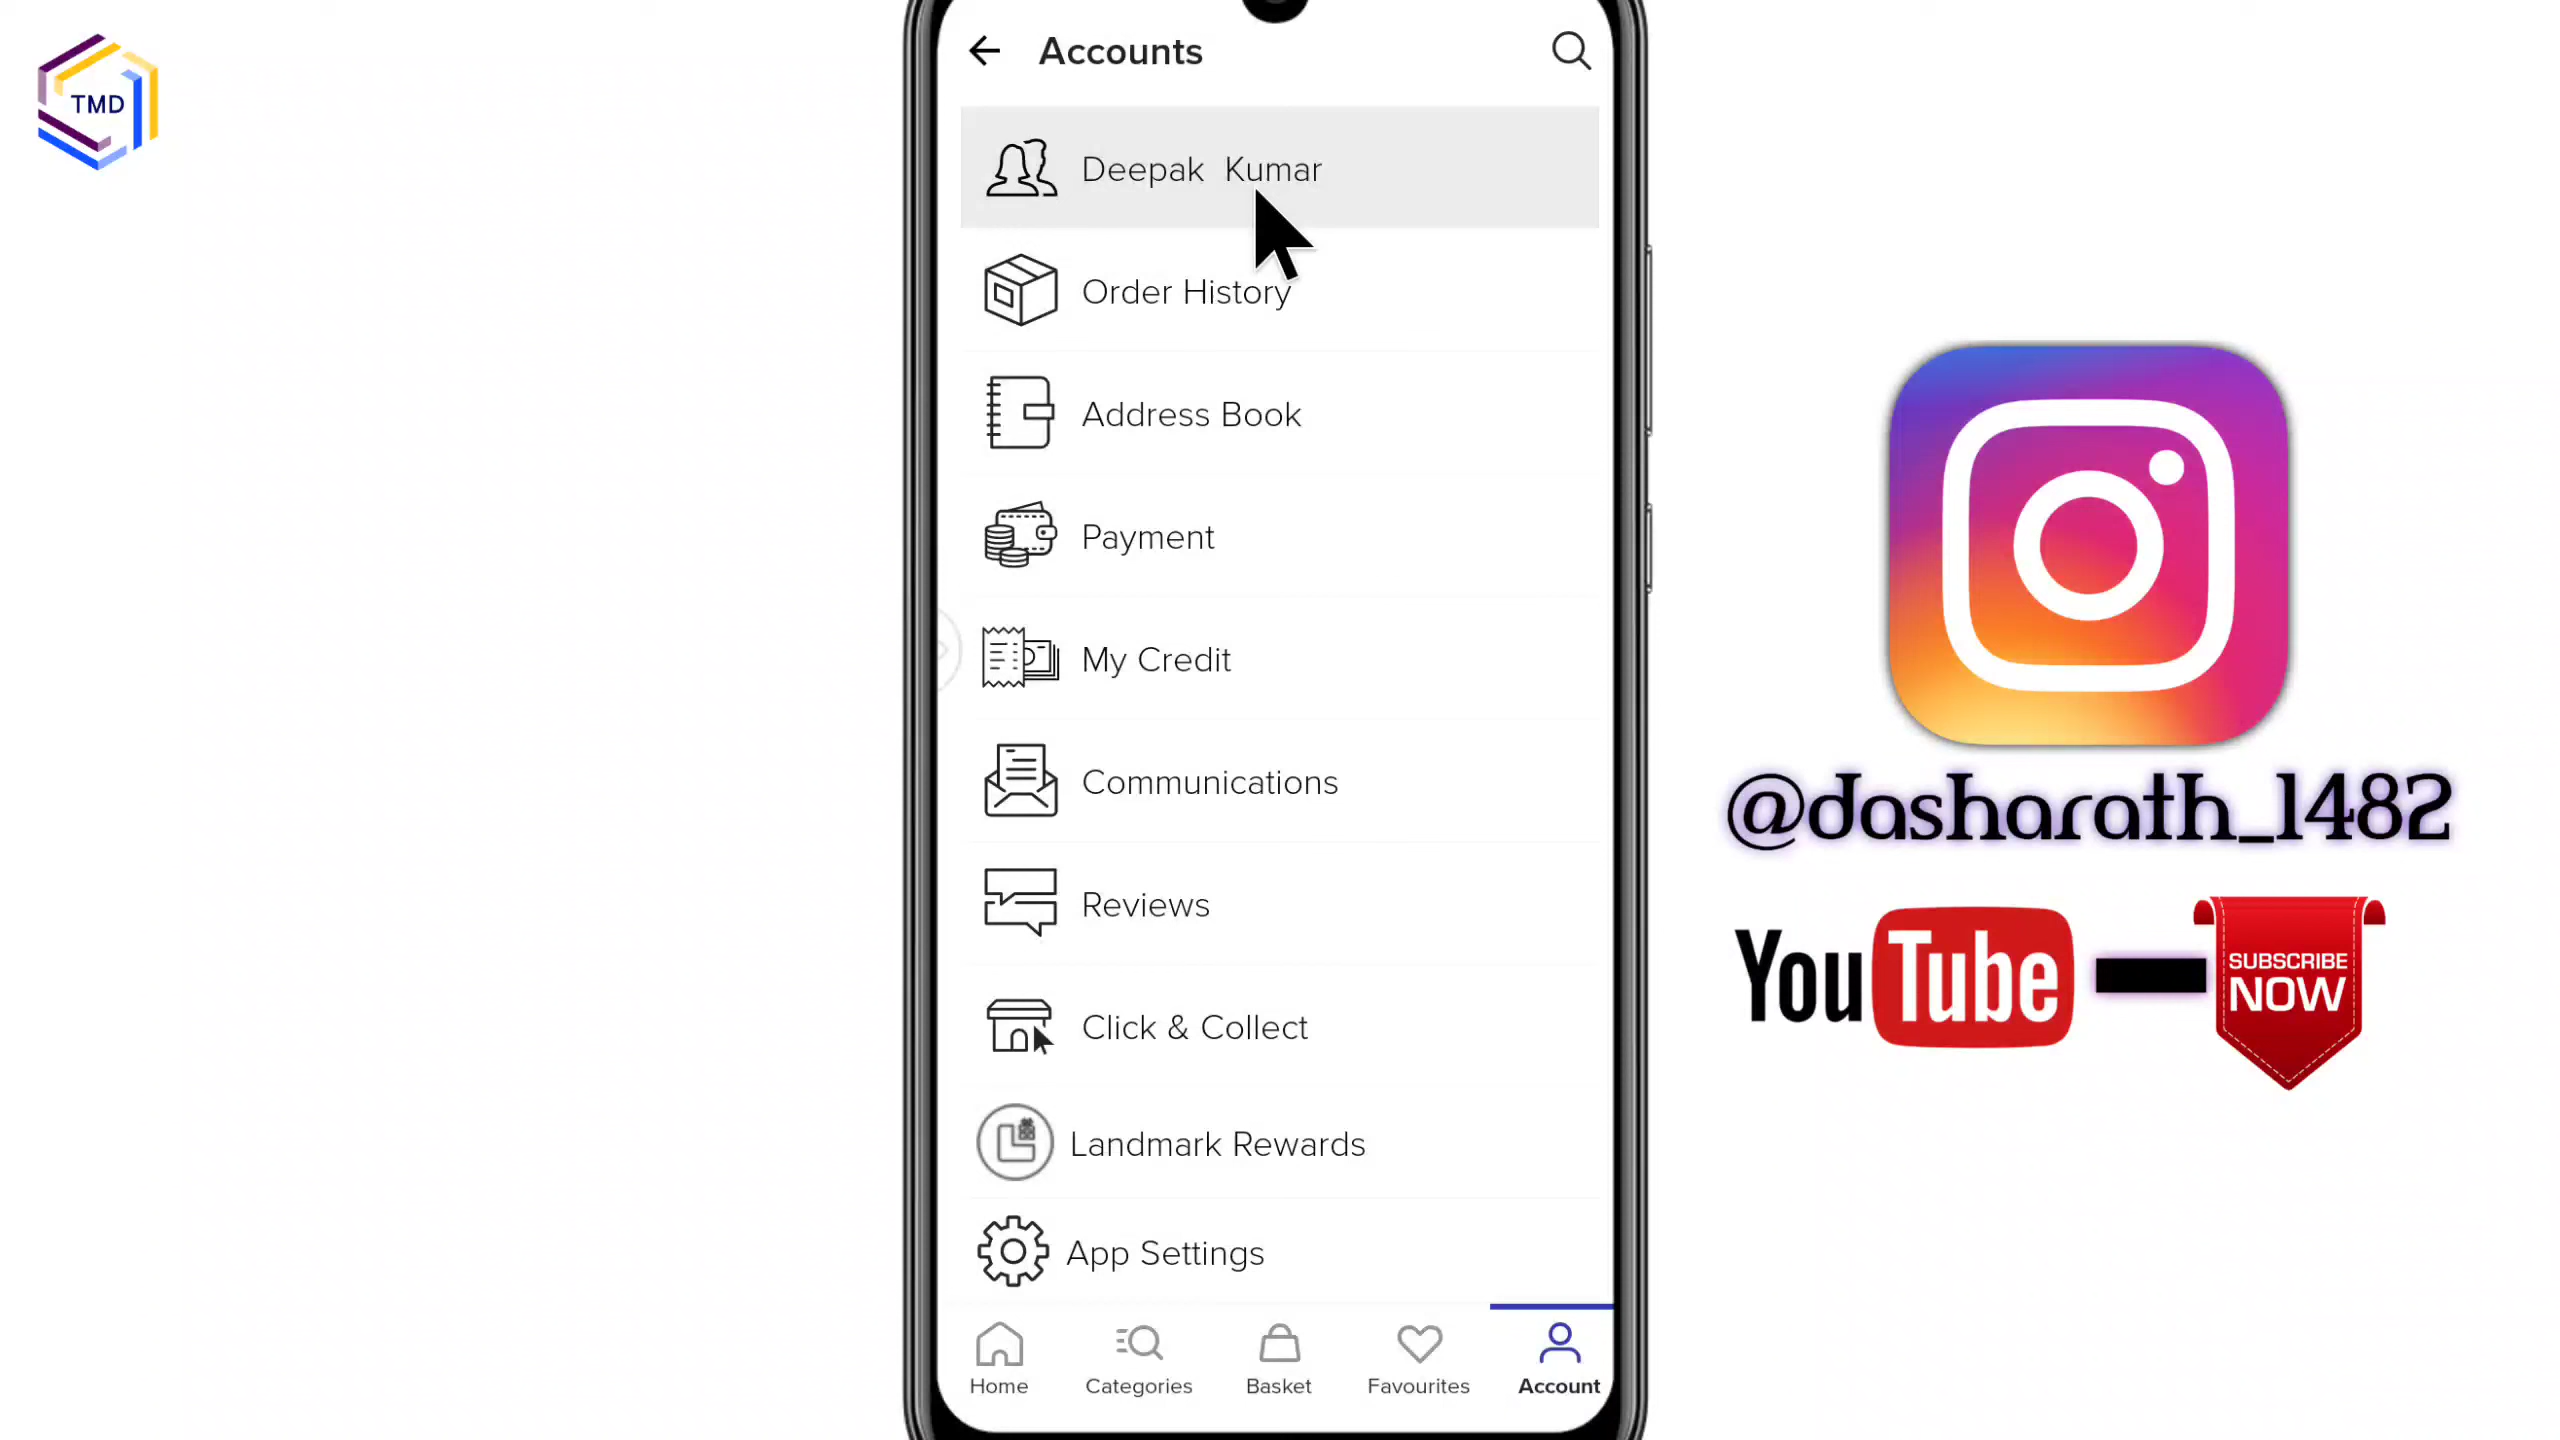 TMD
Accounts
Deepak Kumar
Order History
Address Book
Payment
My Credit
Communications
Reviews
Click & Collect
Landmark Rewards
App Settings
Home
Categories
Basket
Favourites
Account
@dasharath_1482
YouTube
SUBSCRIBE
NOW